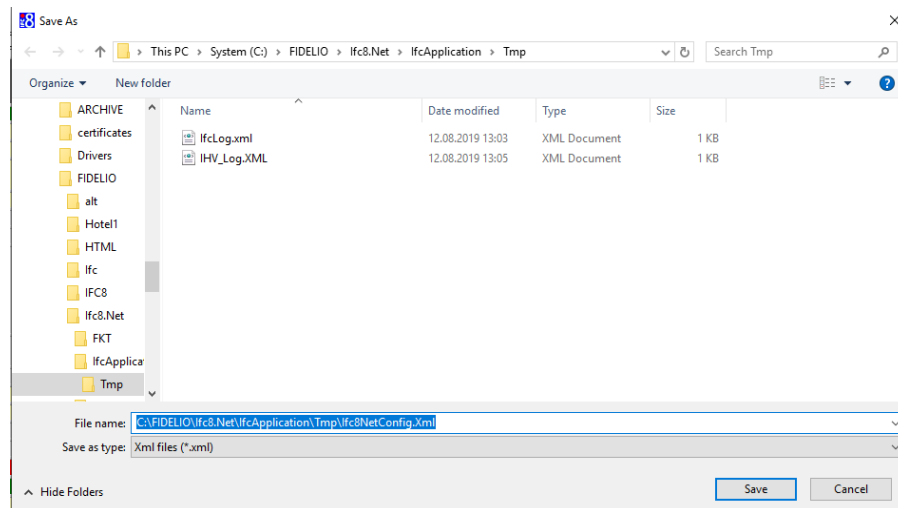 Save As
This PC > System (C:) > FIDELIO > Ifc8.Net > IfcApplication > Tmp
Search Tmp
Organize
New folder
Name Date modified Type Size
IfcLog.xml 12.08.2019 13:03 XML Document 1 KB
IHV_Log.XML 12.08.2019 13:05 XML Document 1 KB
ARCHIVE
certificates
Drivers
FIDELIO
alt
Hotel1
HTML
Ifc
IFC8
Ifc8.Net
FKT
IfcApplica
Tmp
File name: C:\FIDELIO\Ifc8.Net\IfcApplication\Tmp\Ifc8NetConfig.Xml
Save as type: Xml files (*.xml)
Hide Folders
Save
Cancel